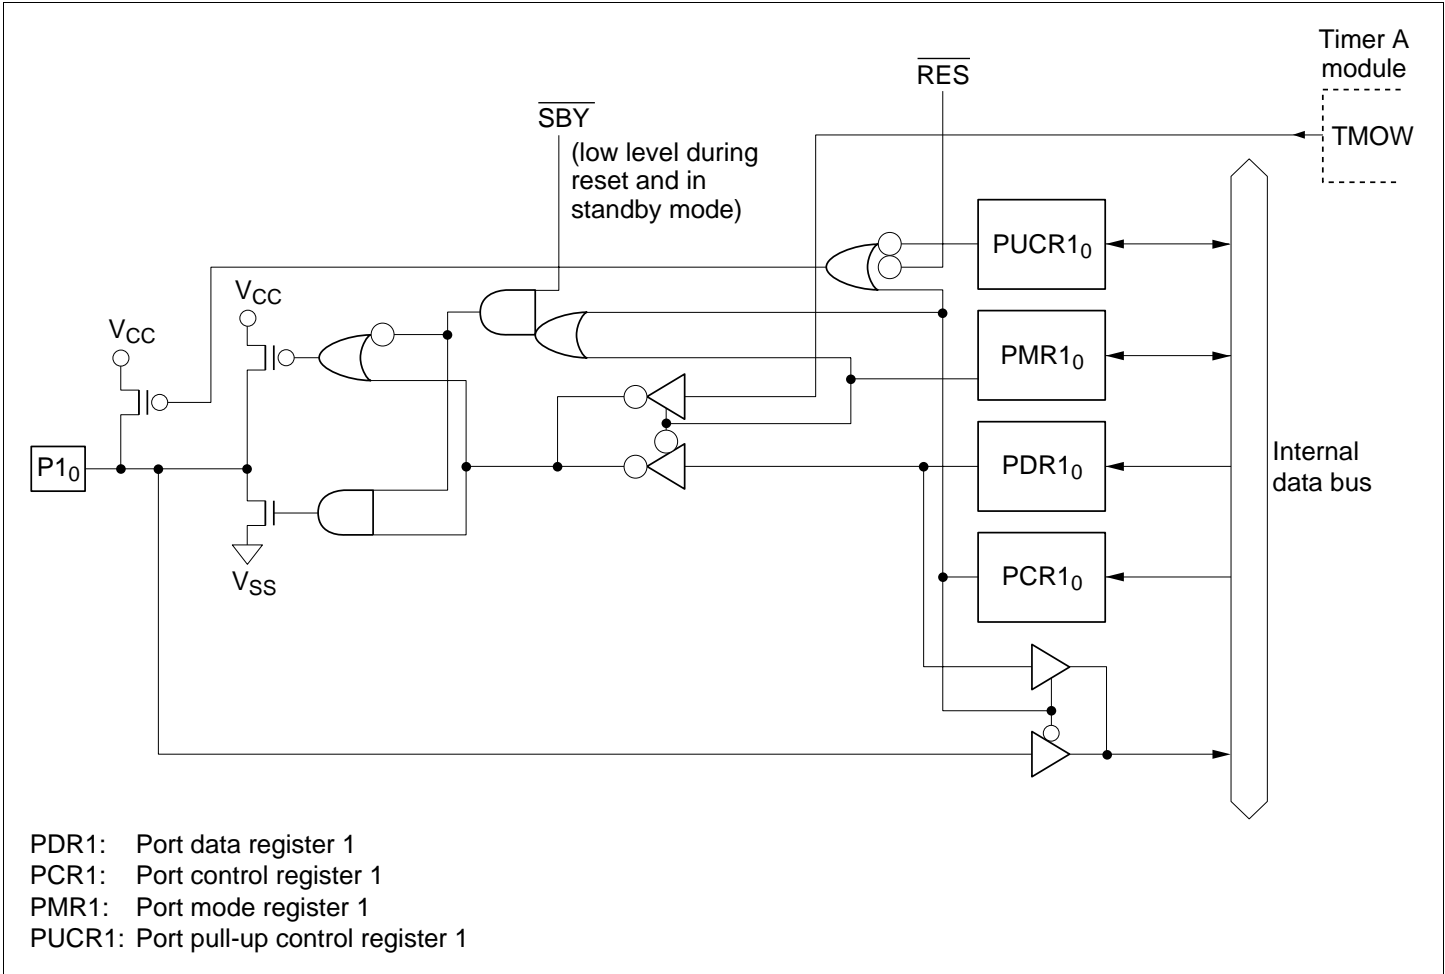 Timer A
module
RES
SBY
TMOW
(low level during
reset and in
standby mode)
PUCR1₀
VCC
VCC
PMR1₀
P1₀
PDR1₀
Internal
data bus
PCR1₀
VSS
PDR1: Port data register 1
PCR1: Port control register 1
PMR1: Port mode register 1
PUCR1: Port pull-up control register 1